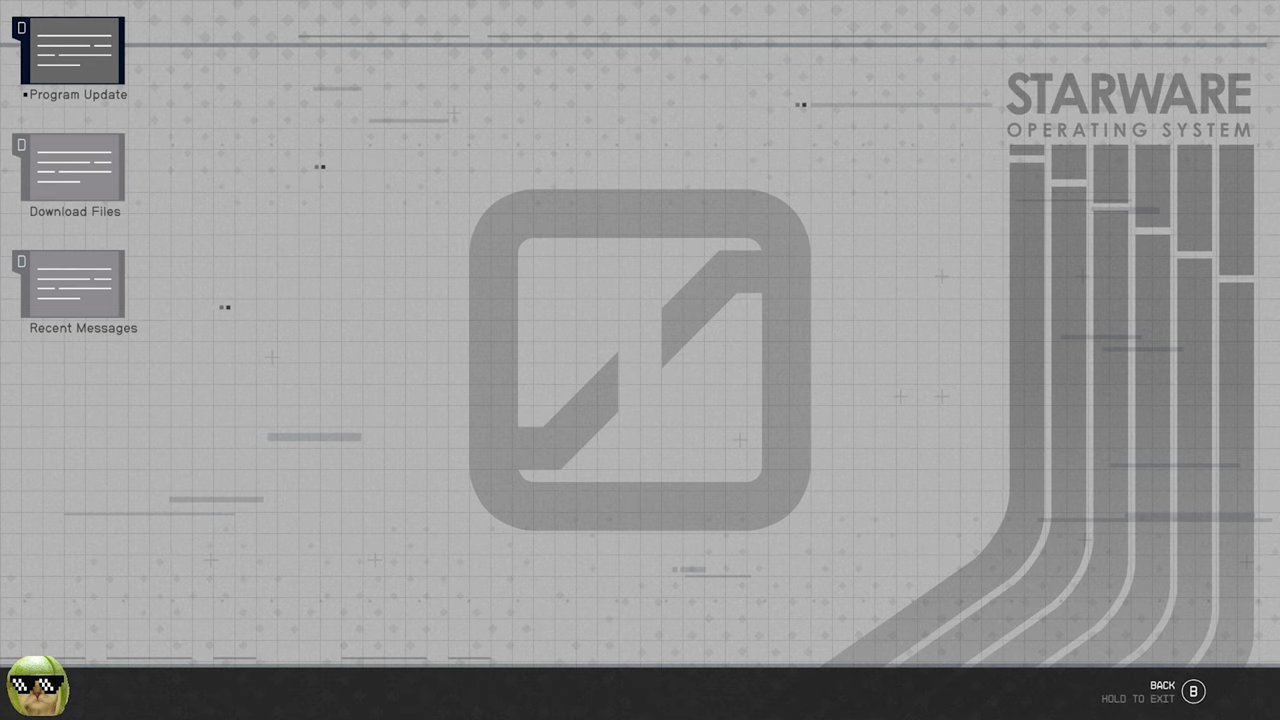 Program Update
Download Files
Recent Messages
STARWARE
OPERATING SYSTEM
BACK
HOLD TO EXIT
B